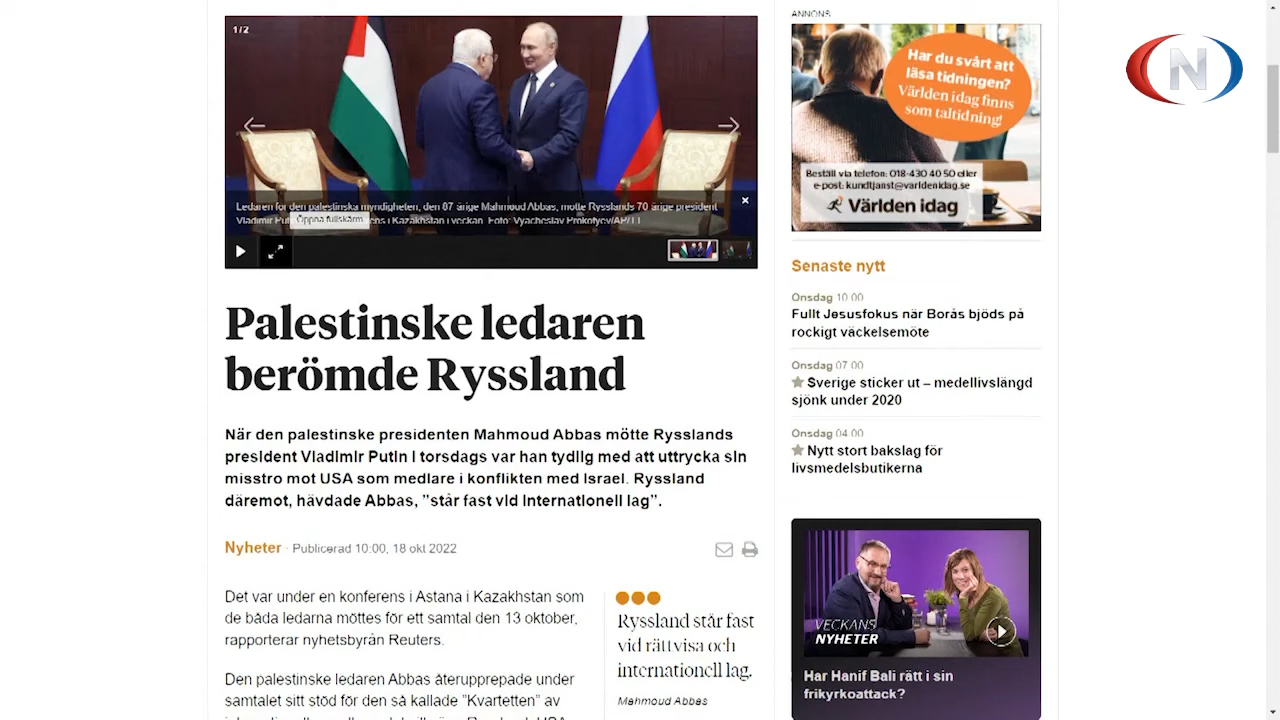 1/2
Ledaren för den palestinska myndigheten, den 87 årige Mahmoud Abbas, mötte Rysslands 70 årige president
Vladimir
i Kazakhstan i veckan. Foto: Vyacheslav Prokofyev/AP/TT
Öppna fullskärm
Palestinske ledaren
berömde Ryssland
När den palestinske presidenten Mahmoud Abbas mötte Rysslands
president Vladimir Putin i torsdags var han tydlig med att uttrycka sin
misstro mot USA som medlare i konflikten med Israel. Ryssland
däremot, hävdade Abbas, ”står fast vid internationell lag”.
Nyheter · Publicerad 10:00, 18 okt 2022
Det var under en konferens i Astana i Kazakhstan som
de båda ledarna möttes för ett samtal den 13 oktober,
rapporterar nyhetsbyrån Reuters.
Den palestinske ledaren Abbas återupprepade under
samtalet sitt stöd för den så kallade ”Kvartetten” av
Ryssland står fast
vid rättvisa och
internationell lag.
Mahmoud Abbas
ANNONS
Har du svårt att
läsa tidningen?
Världen idag finns
som taltidning!
Beställ via telefon: 018-430 40 50 eller
e-post: kundtjanst@varldenidag.se
Världen idag
Senaste nytt
Onsdag 10:00
Fullt Jesusfokus när Borås bjöds på
rockigt väckelsemöte
Onsdag 07:00
Sverige sticker ut – medellivslängd
sjönk under 2020
Onsdag 04:00
Nytt stort bakslag för
livsmedelsbutikerna
VECKANS
NYHETER
Har Hanif Bali rätt i sin
frikyrkoattack?
N